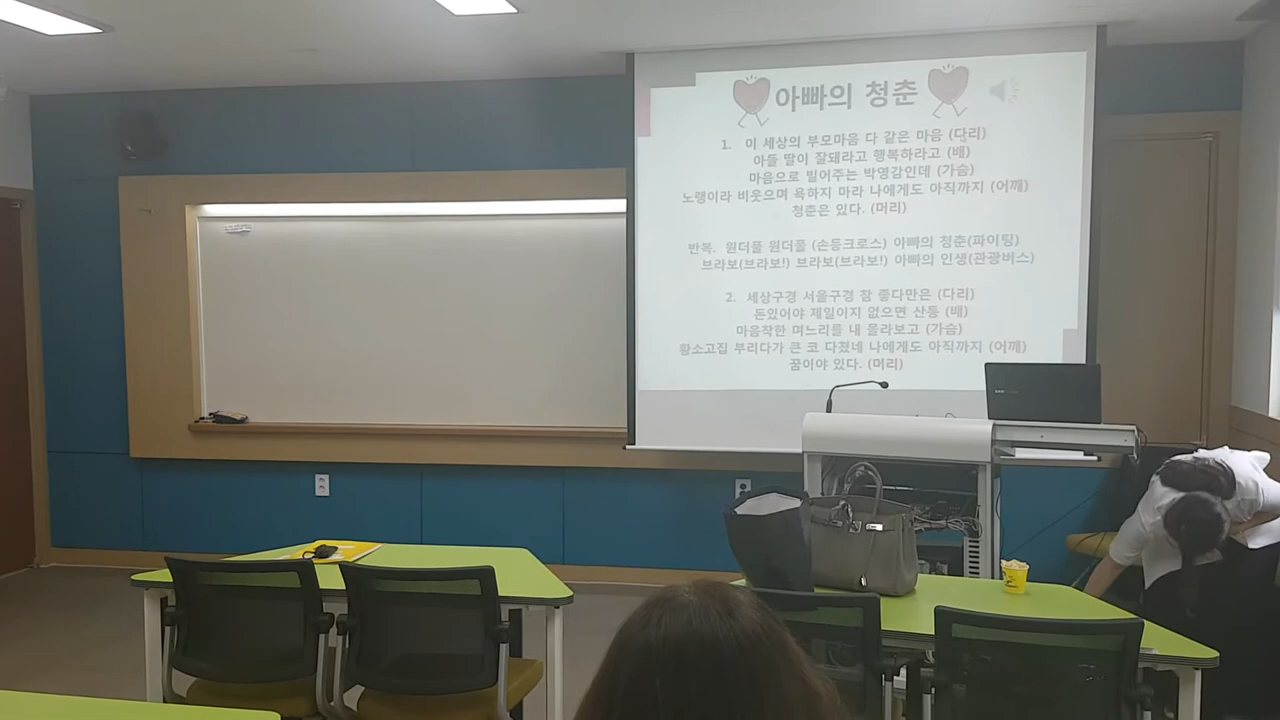 아빠의 청춘
1. 이 세상의 부모마음 다 같은 마음 (다리)
아들 딸이 잘돼라고 행복하라고 (배)
마음으로 빌어주는 박영감인데 (가슴)
노랭이라 비웃으며 욕하지 마라 나에게도 아직까지 (어깨)
청춘은 있다. (머리)
반복. 원더풀 원더풀 (손등크로스) 아빠의 청춘(파이팅)
브라보(브라보!) 브라보(브라보!) 아빠의 인생(관광버스)
2. 세상구경 서울구경 참 좋다만은 (다리)
돈있어야 제일이지 없으면 산통 (배)
마음착한 며느리를 내 몰라보고 (가슴)
황소고집 부리다가 큰 코 다쳤네 나에게도 아직까지 (어깨)
꿈이야 있다. (머리)